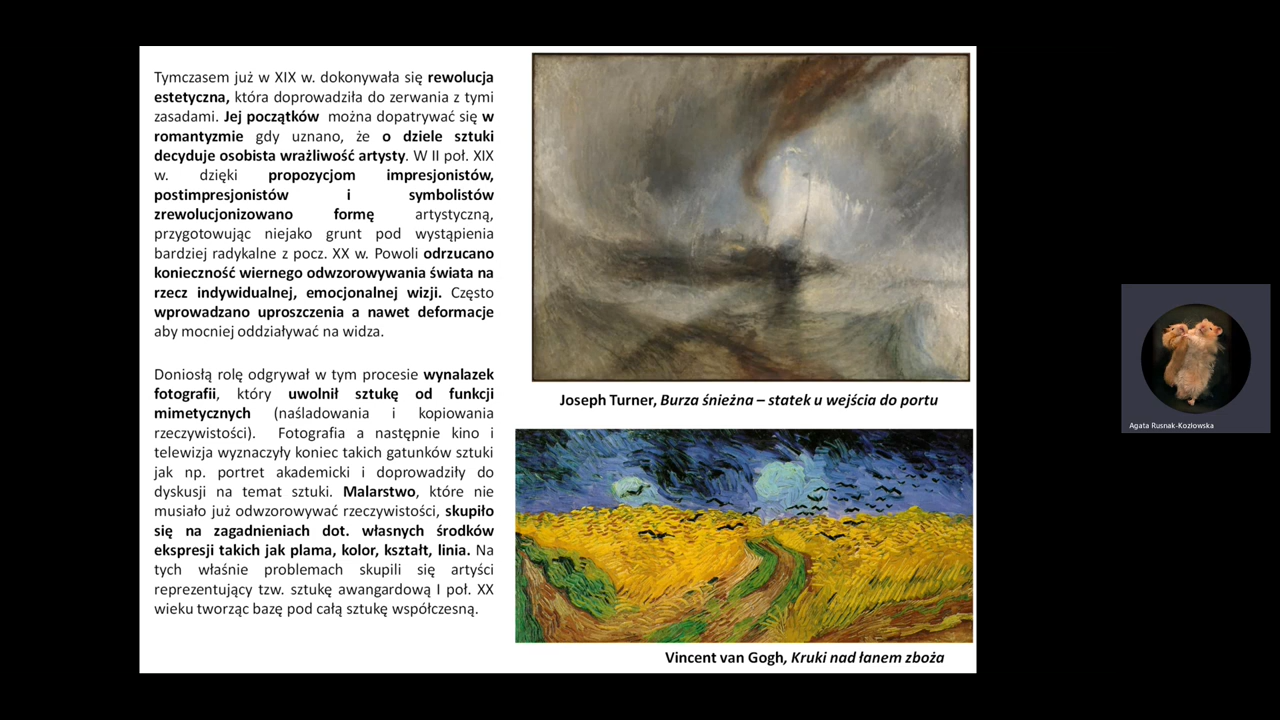 Tymczasem już w XIX w. dokonywała się rewolucja
estetyczna, która doprowadziła do zerwania z tymi
zasadami. Jej początków można dopatrywać się w
romantyzmie gdy uznano, że o dziele sztuki
decyduje osobista wrażliwość artysty. W II poł. XIX
w. dzięki propozycjom impresjonistów,
postimpresjonistów i symbolistów
zrewolucjonizowano formę artystyczną,
przygotowując niejako grunt pod wystąpienia
bardziej radykalne z pocz. XX w. Powoli odrzucano
konieczność wiernego odwzorowywania świata na
rzecz indywidualnej, emocjonalnej wizji. Często
wprowadzano uproszczenia a nawet deformacje
aby mocniej oddziaływać na widza.
Doniosłą rolę odgrywał w tym procesie wynalazek
fotografii, który uwolnił sztukę od funkcji
mimetycznych (naśladowania i kopiowania
rzeczywistości). Fotografia a następnie kino i
telewizja wyznaczyły koniec takich gatunków sztuki
jak np. portret akademicki i doprowadziły do
dyskusji na temat sztuki. Malarstwo, które nie
musiało już odwzorowywać rzeczywistości, skupiło
się na zagadnieniach dot. własnych środków
ekspresji takich jak plama, kolor, kształt, linia. Na
tych właśnie problemach skupili się artyści
reprezentujący tzw. sztukę awangardową I poł. XX
wieku tworząc bazę pod całą sztukę współczesną.
Joseph Turner, Burza śnieżna – statek u wejścia do portu
Vincent van Gogh, Kruki nad łanem zboża
Agata Rusnak-Kozłowska